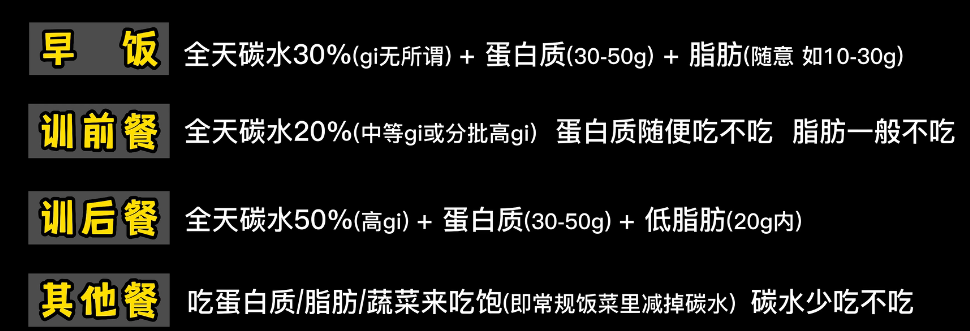 早 饭 全天碳水30%(gi无所谓) + 蛋白质(30-50g) + 脂肪(随意 如10-30g)
训前餐 全天碳水20%(中等gi或分批高gi) 蛋白质随便吃不吃 脂肪一般不吃
训后餐 全天碳水50%(高gi) + 蛋白质(30-50g) + 低脂肪(20g内)
其他餐 吃蛋白质/脂肪/蔬菜来吃饱(即常规饭菜里减掉碳水) 碳水少吃不吃